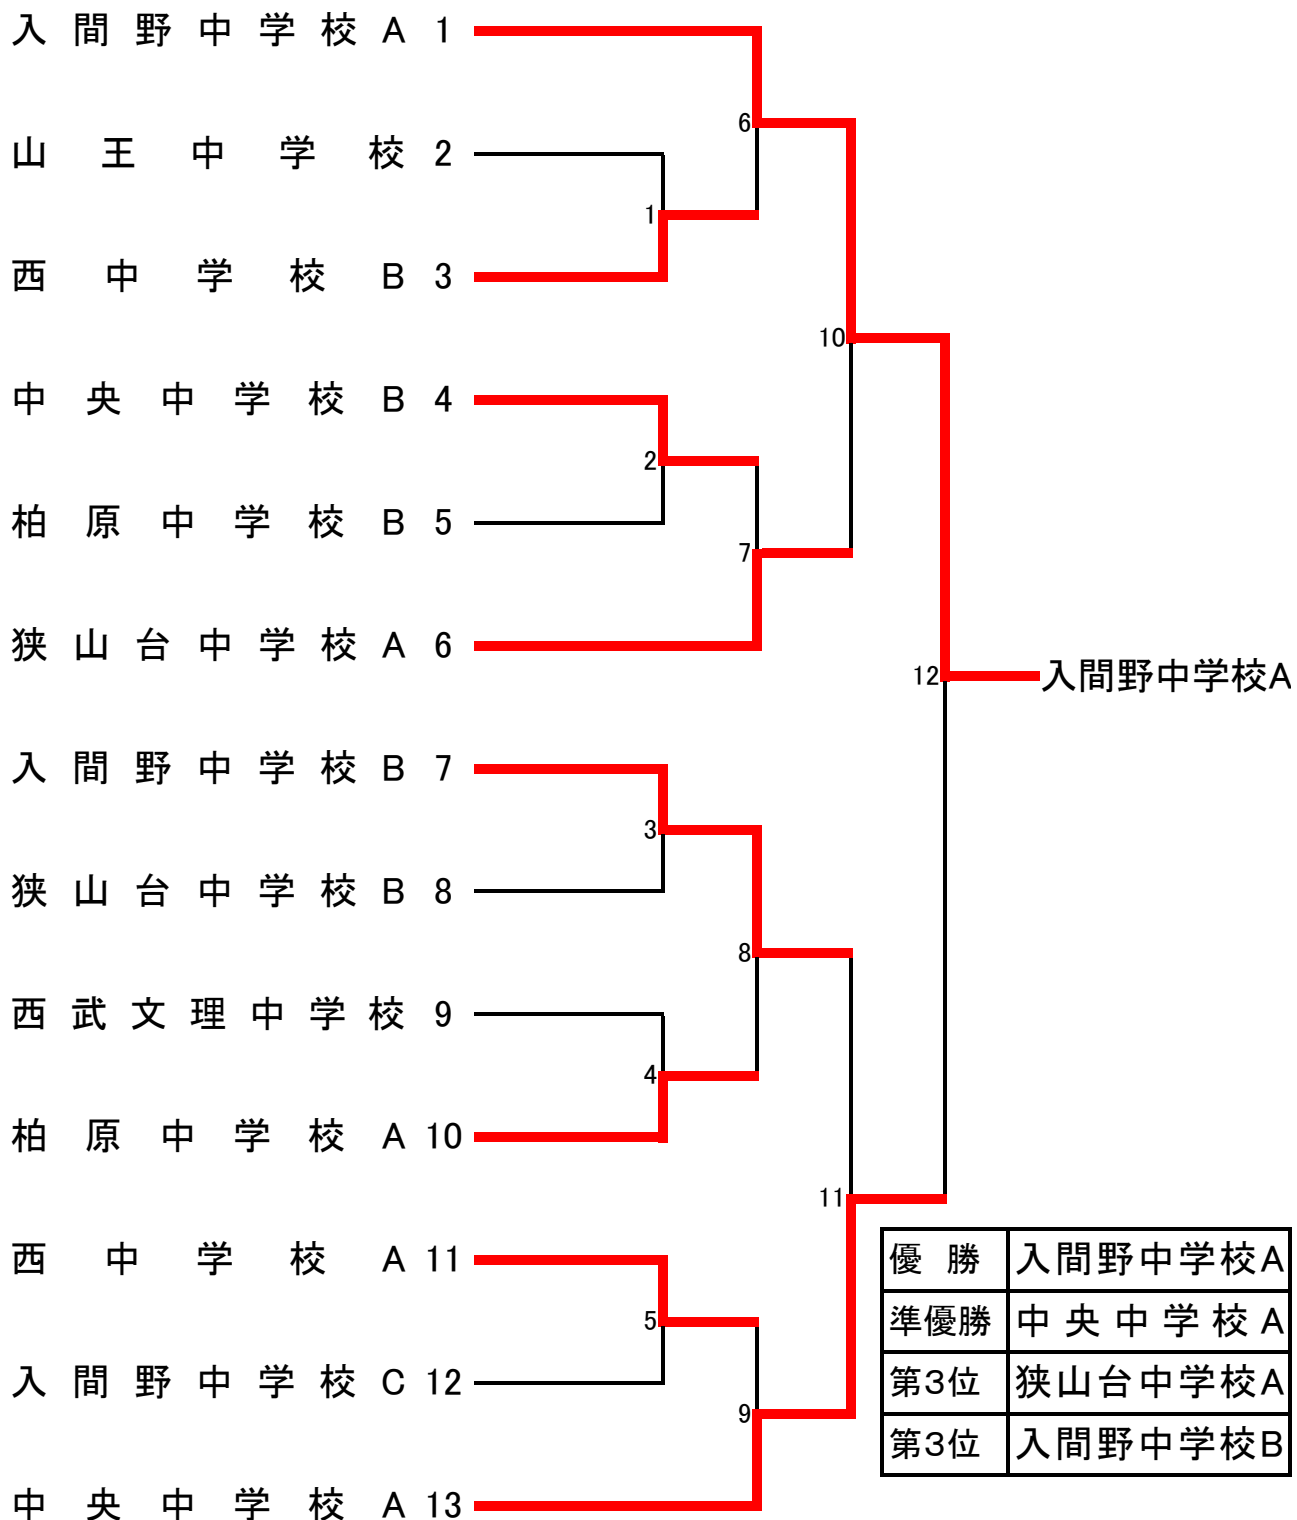 入間野中学校A 1
6
山王中学校 2
1
西中学校B 3
10
中央中学校B 4
2
柏原中学校B 5
7
狭山台中学校A 6
12 入間野中学校A
入間野中学校B 7
3
狭山台中学校B 8
8
西武文理中学校 9
4
柏原中学校A 10
11
西中学校A 11
5
入間野中学校C 12
9
中央中学校A 13
優勝 入間野中学校A
準優勝 中央中学校A
第3位 狭山台中学校A
第3位 入間野中学校B